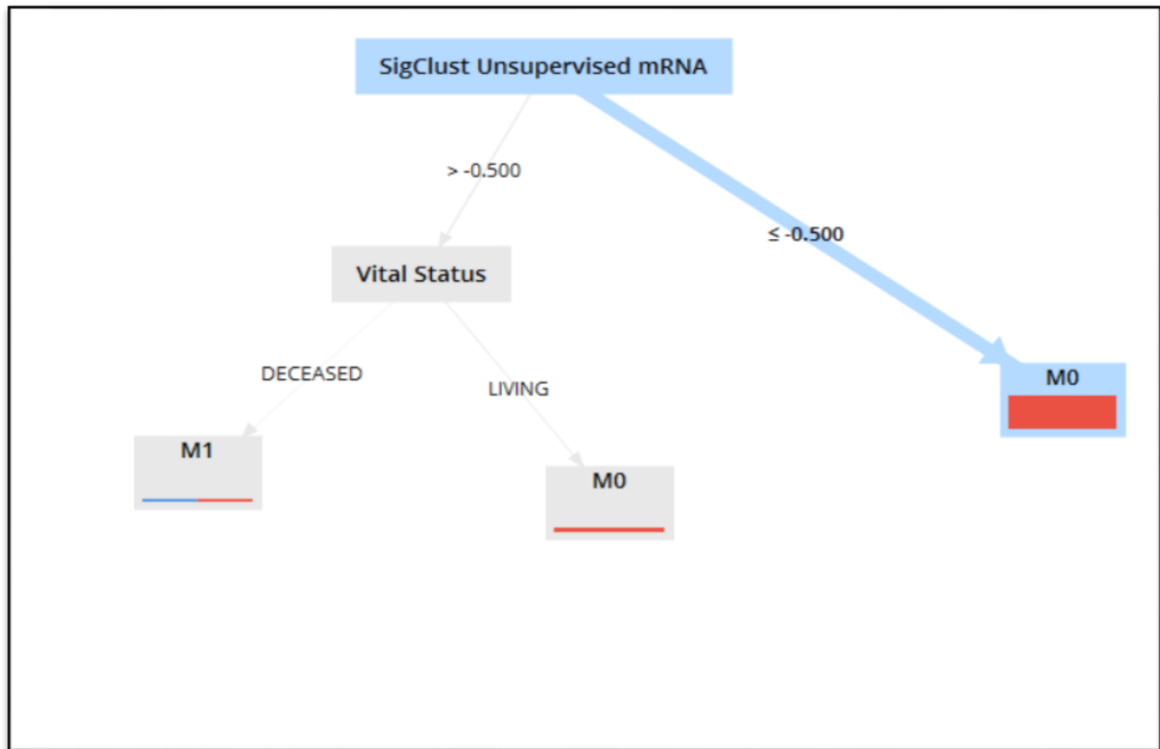 SigClust Unsupervised mRNA
> -0.500
≤ -0.500
Vital Status
DECEASED
LIVING
M0
M1
M0